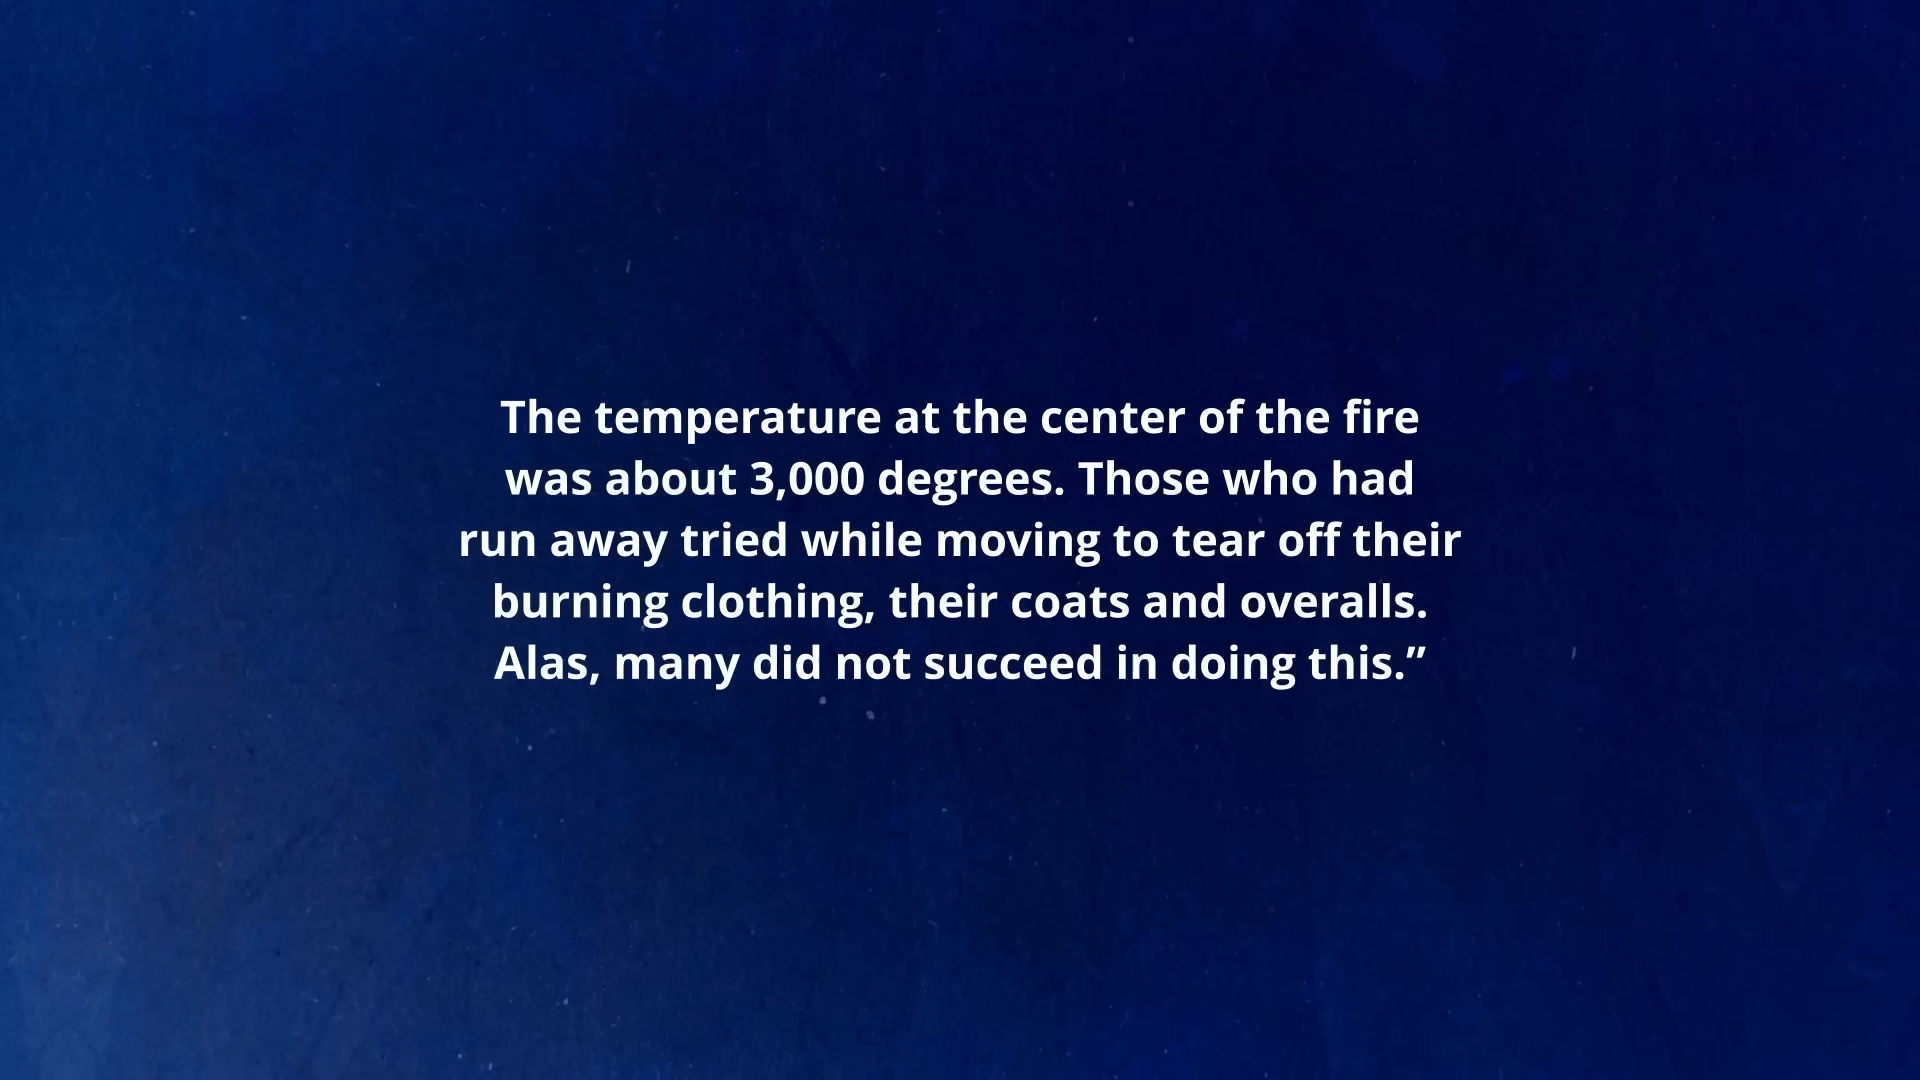 The temperature at the center of the fire
was about 3,000 degrees. Those who had
run away tried while moving to tear off their
burning clothing, their coats and overalls.
Alas, many did not succeed in doing this.”